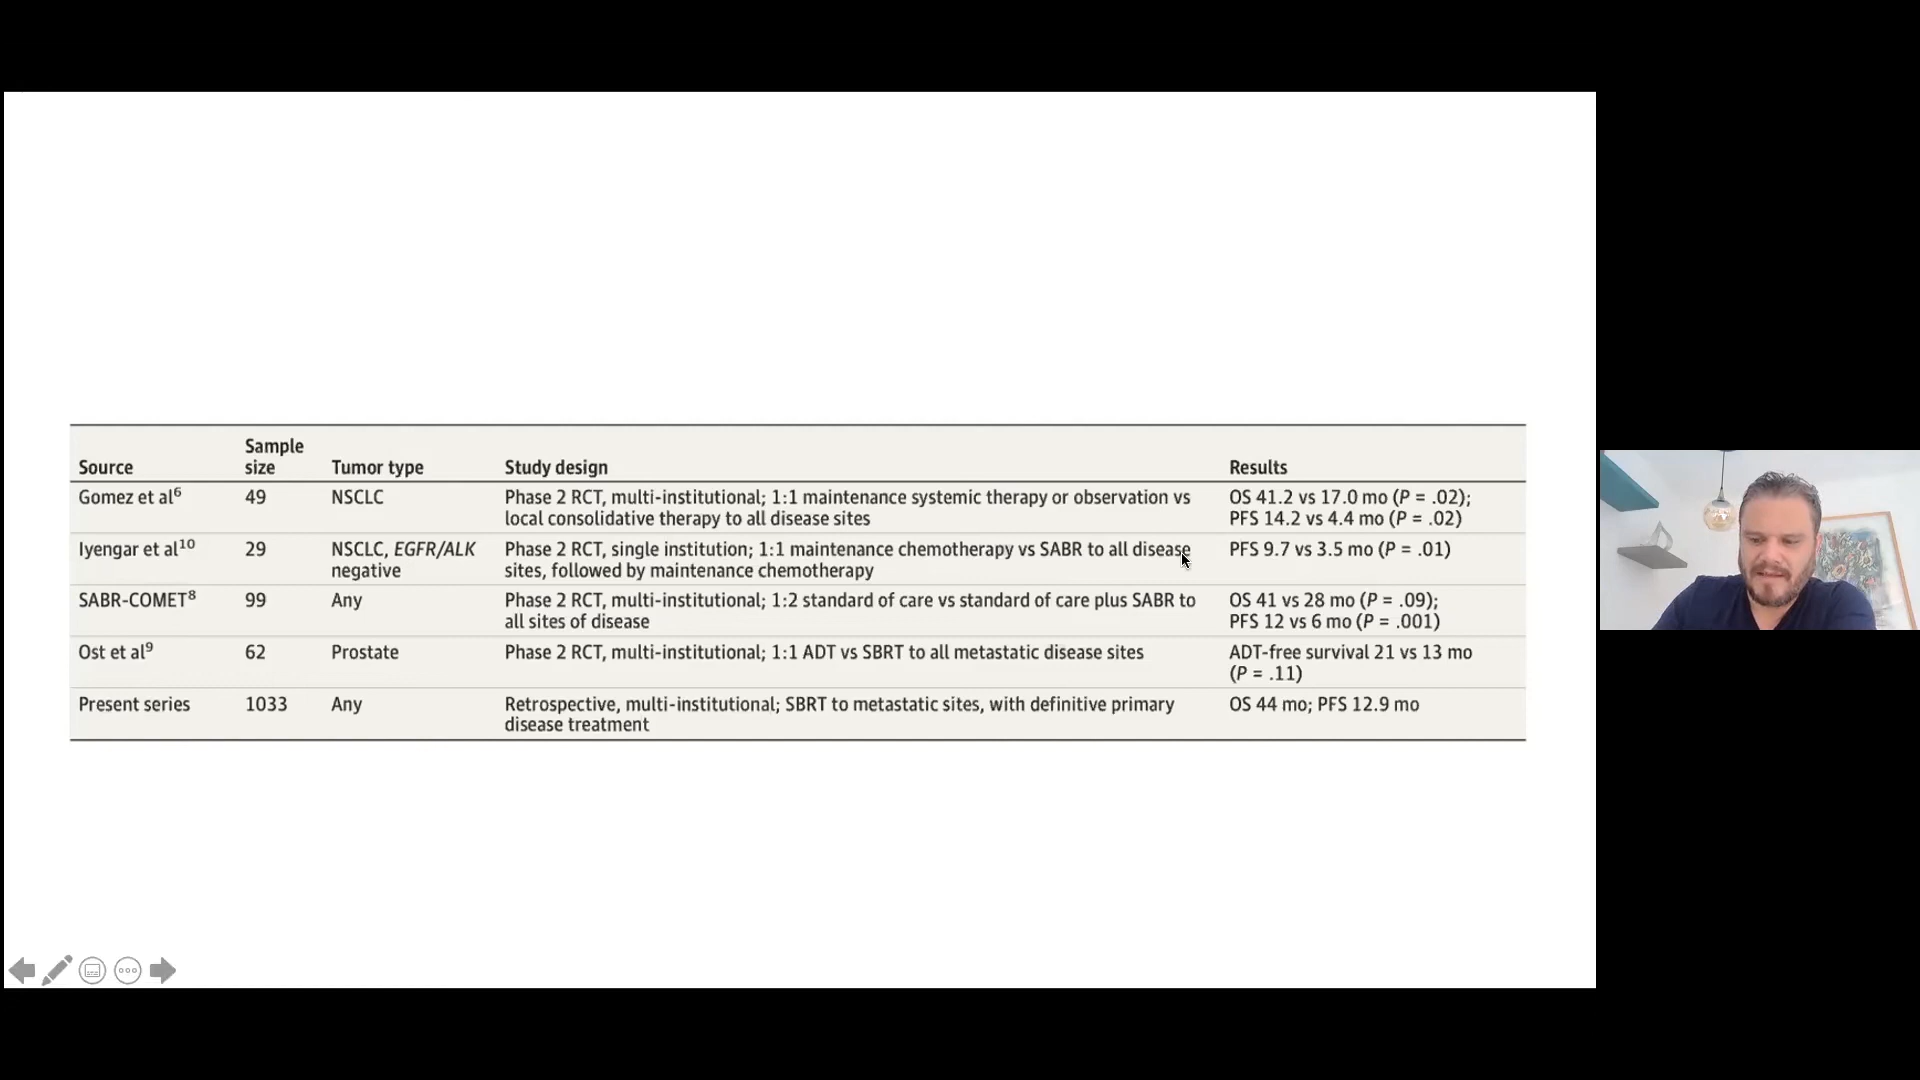 Source Sample size Tumor type Study design Results
Gomez et al6 49 NSCLC Phase 2 RCT, multi-institutional; 1:1 maintenance systemic therapy or observation vs local consolidative therapy to all disease sites OS 41.2 vs 17.0 mo (P = .02); PFS 14.2 vs 4.4 mo (P = .02)
Iyengar et al10 29 NSCLC, EGFR/ALK negative Phase 2 RCT, single institution; 1:1 maintenance chemotherapy vs SABR to all disease sites, followed by maintenance chemotherapy PFS 9.7 vs 3.5 mo (P = .01)
SABR-COMET8 99 Any Phase 2 RCT, multi-institutional; 1:2 standard of care vs standard of care plus SABR to all sites of disease OS 41 vs 28 mo (P = .09); PFS 12 vs 6 mo (P = .001)
Ost et al9 62 Prostate Phase 2 RCT, multi-institutional; 1:1 ADT vs SBRT to all metastatic disease sites ADT-free survival 21 vs 13 mo (P = .11)
Present series 1033 Any Retrospective, multi-institutional; SBRT to metastatic sites, with definitive primary disease treatment OS 44 mo; PFS 12.9 mo